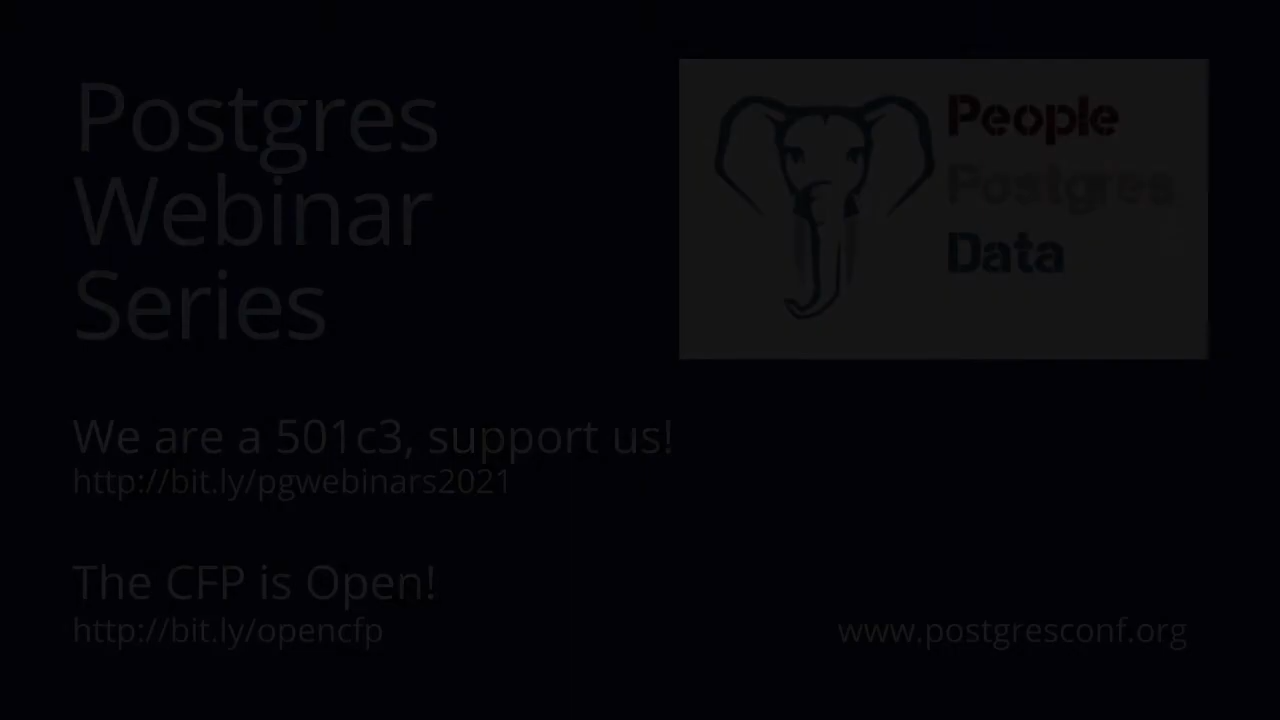 Postgres
Webinar
Series
People
Postgres
Data
We are a 501c3, support us!
http://bit.ly/pgwebinars2021
The CFP is Open!
http://bit.ly/opencfp
www.postgresconf.org